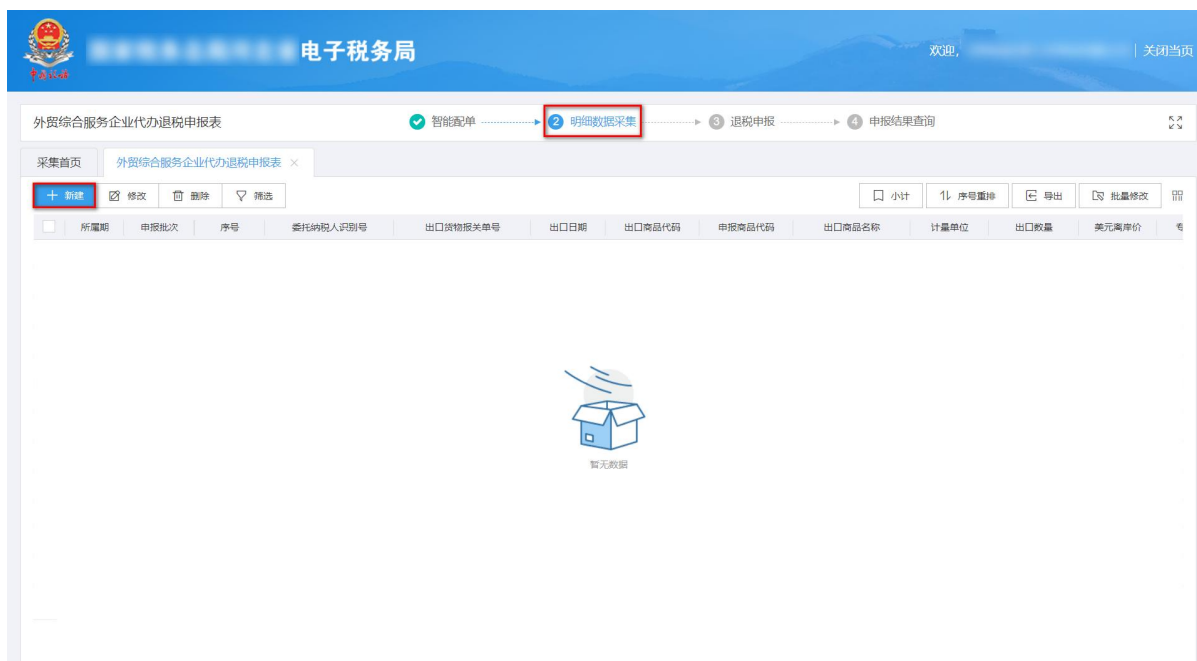 电子税务局
欢迎,
| 关闭当页
中国税务
外贸综合服务企业代办退税申报表
智能配单
2 明细数据采集
3 退税申报
4 申报结果查询
采集首页
外贸综合服务企业代办退税申报表 ×
新建 修改 删除 筛选
小计 序号重排 导出 批量修改
所属期 申报批次 序号 委托纳税人识别号 出口货物报关单号 出口日期 出口商品代码 申报商品代码 出口商品名称 计量单位 出口数量 美元离岸价
暂无数据